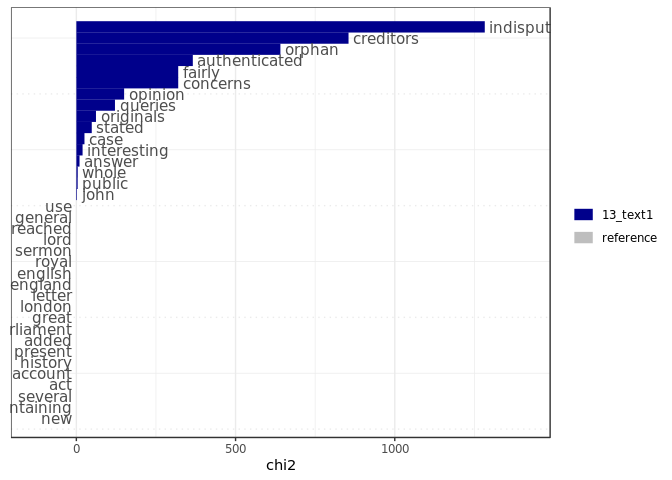 indisput
creditors
orphan
authenticated
fairly
concerns
opinion
queries
originals
stated
case
interesting
answer
whole
public
john
use
general
reached
lord
sermon
royal
english
england
letter
london
great
rliament
added
present
history
account
act
several
ntaining
new
0 500 1000
chi2
13_text1
reference